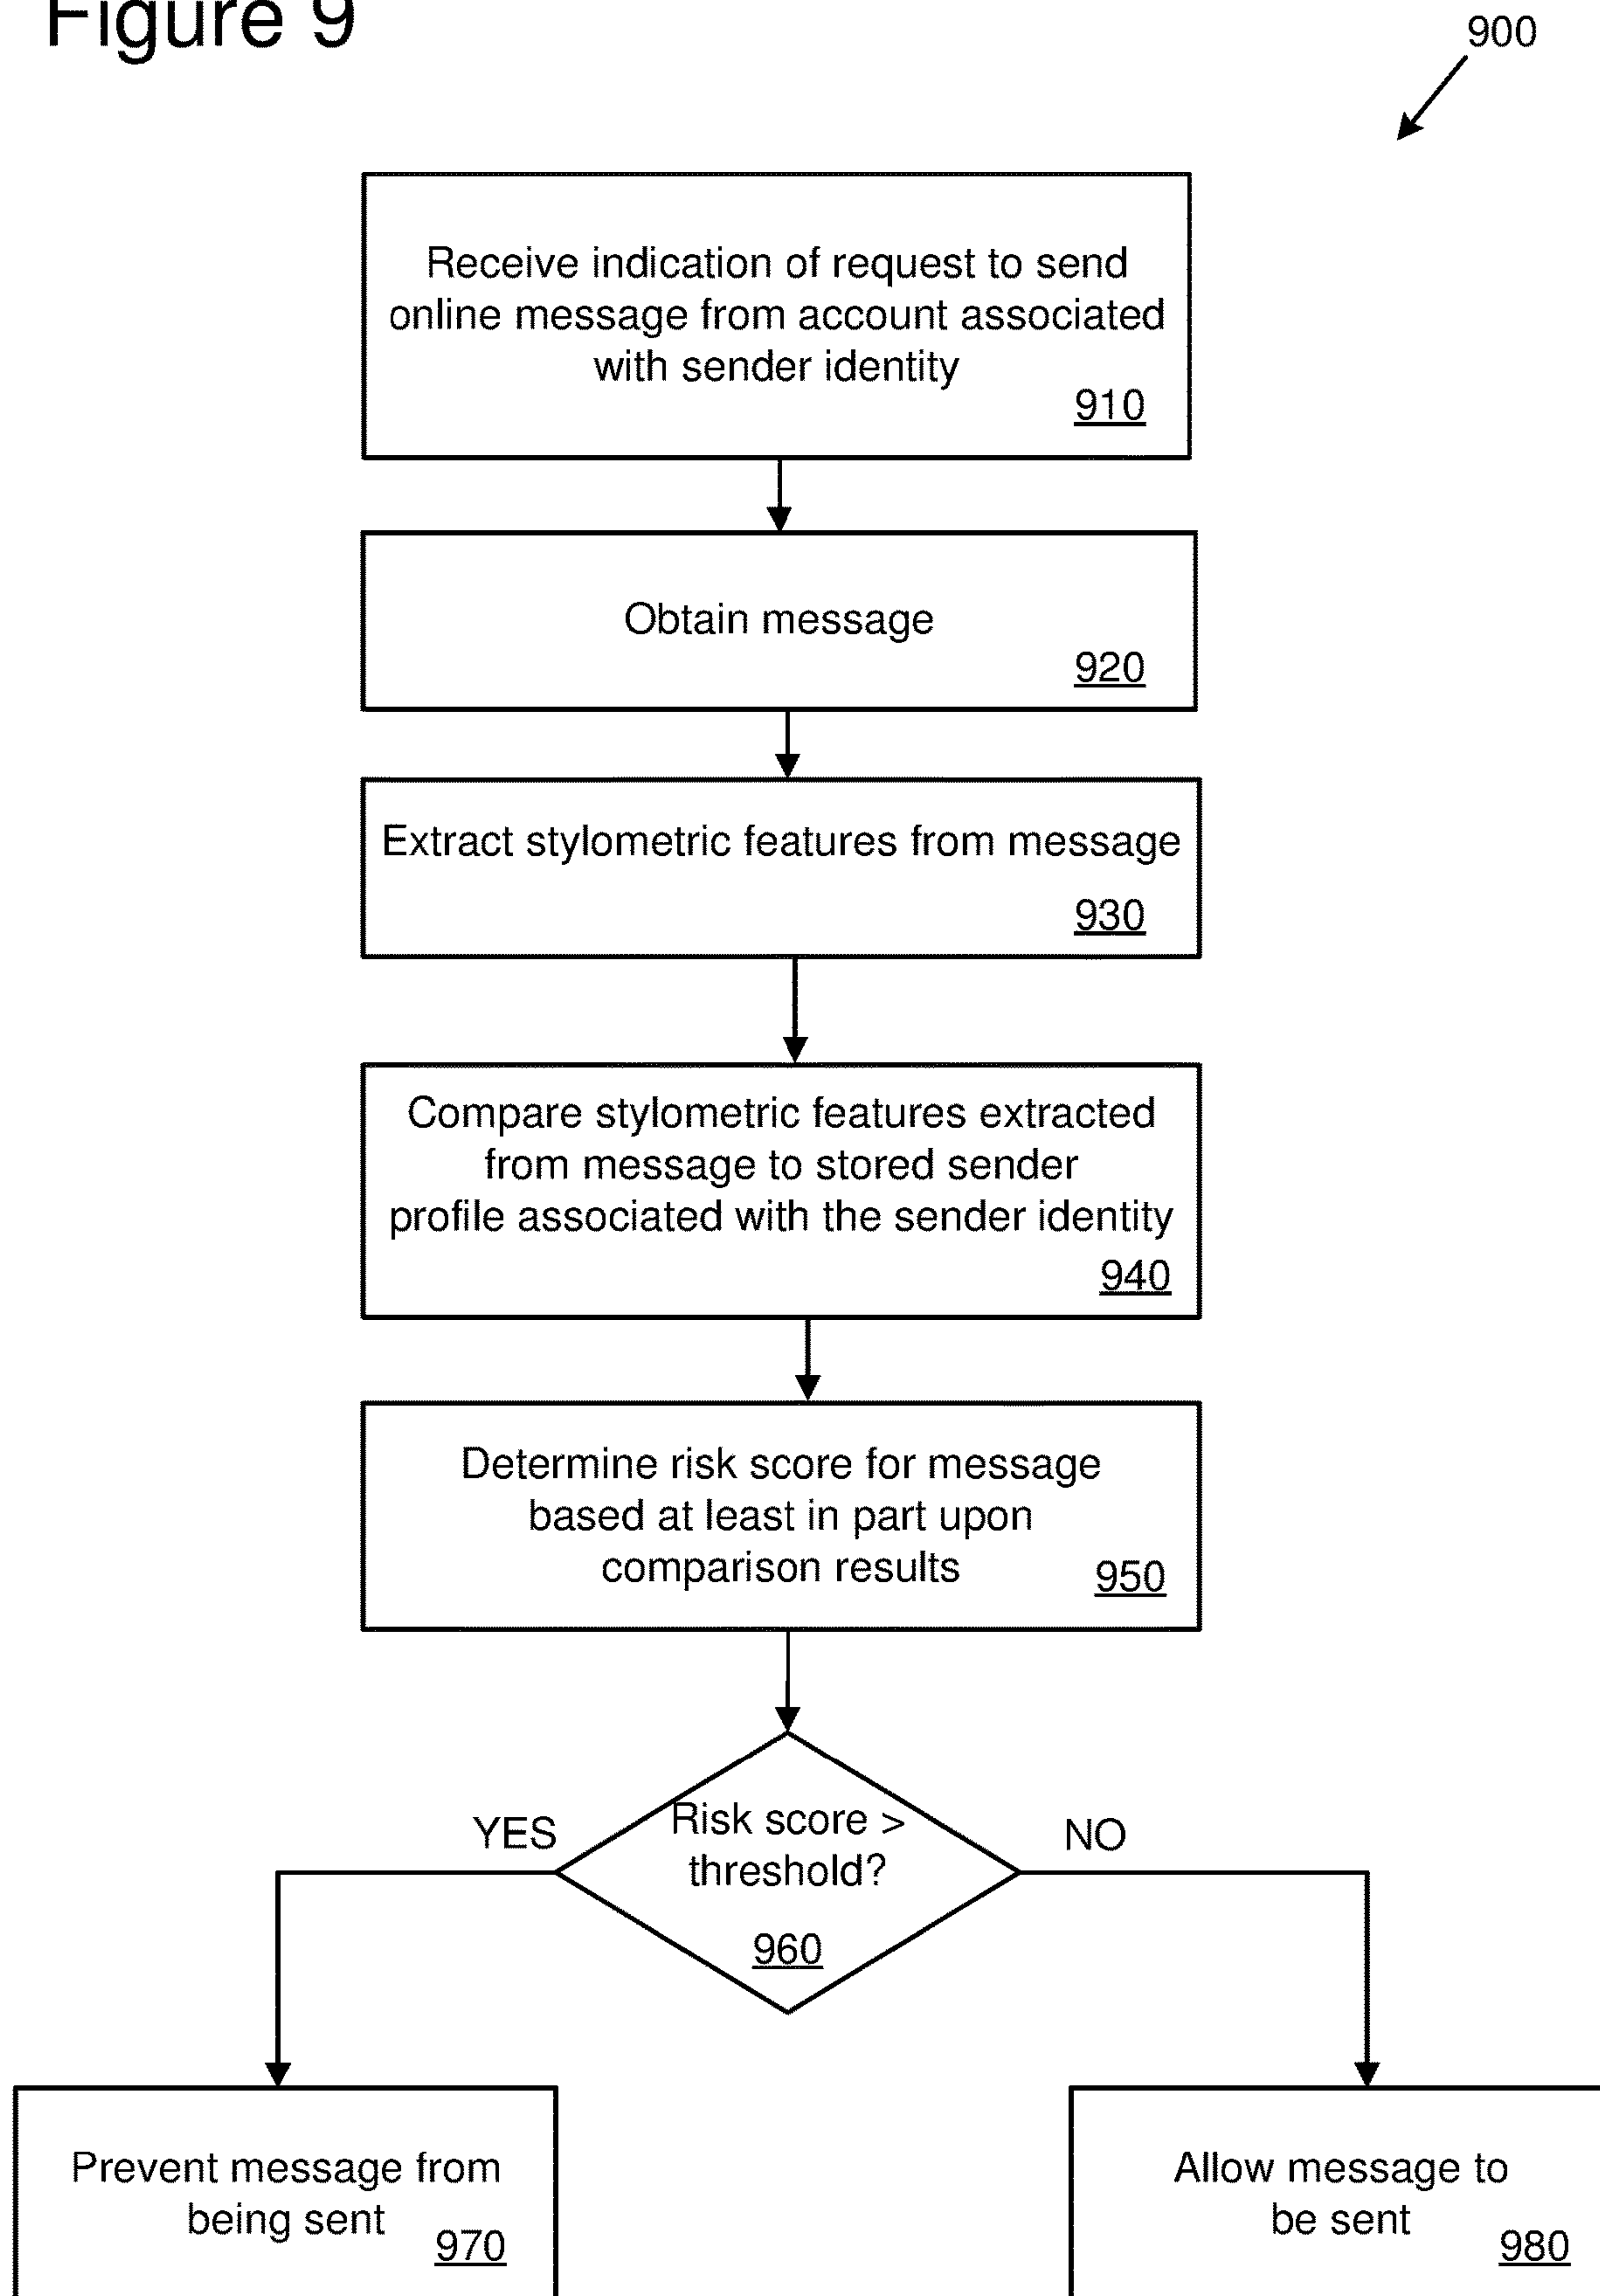 Figure 9
900
Receive indication of request to send
online message from account associated
with sender identity
910
Obtain message
920
Extract stylometric features from message
930
Compare stylometric features extracted
from message to stored sender
profile associated with the sender identity
940
Determine risk score for message
based at least in part upon
comparison results
950
Risk score >
threshold?
960
YES
NO
Prevent message from
being sent
970
Allow message to
be sent
980